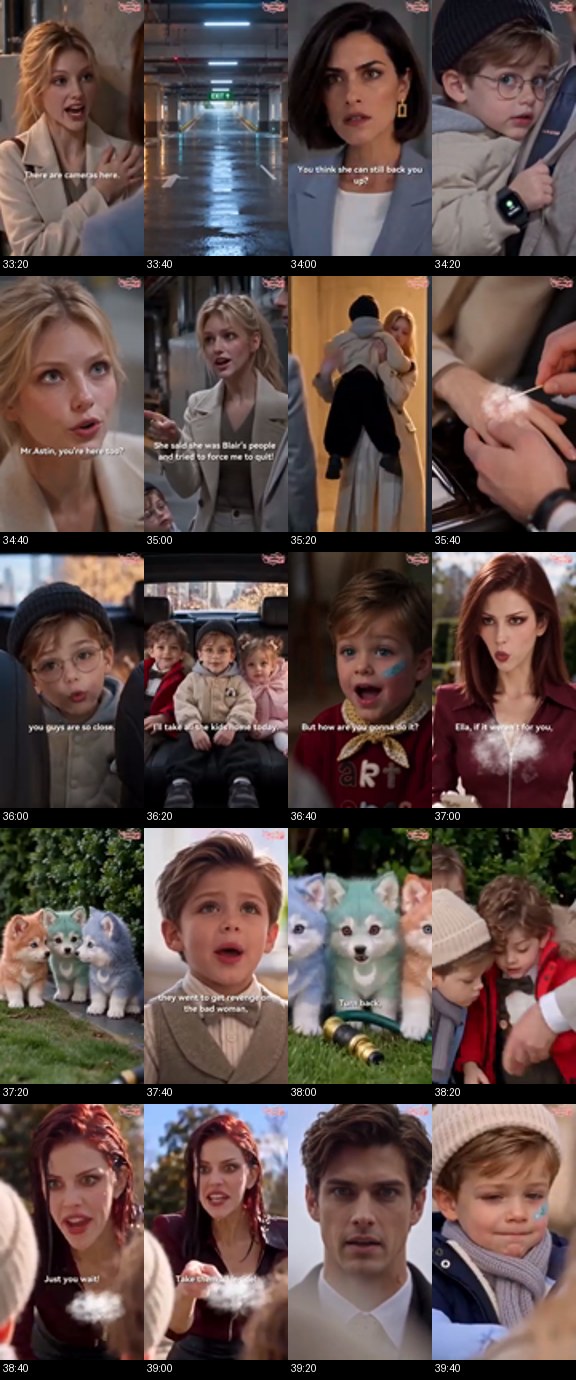 There are cameras here.
EXIT
You think she can still back you
up?
33:20
33:40
34:00
34:20
Mr.Astin, you're here too?
She said she was Blair's people
and tried to force me to quit!
34:40
35:00
35:20
35:40
you guys are so close.
I'll take all the kids home today.
But how are you gonna do it?
ART
Ella, if it weren't for you,
36:00
36:20
36:40
37:00
they went to get revenge on
the bad woman,
Turn back.
37:20
37:40
38:00
38:20
Just you wait!
Take them
38:40
39:00
39:20
39:40